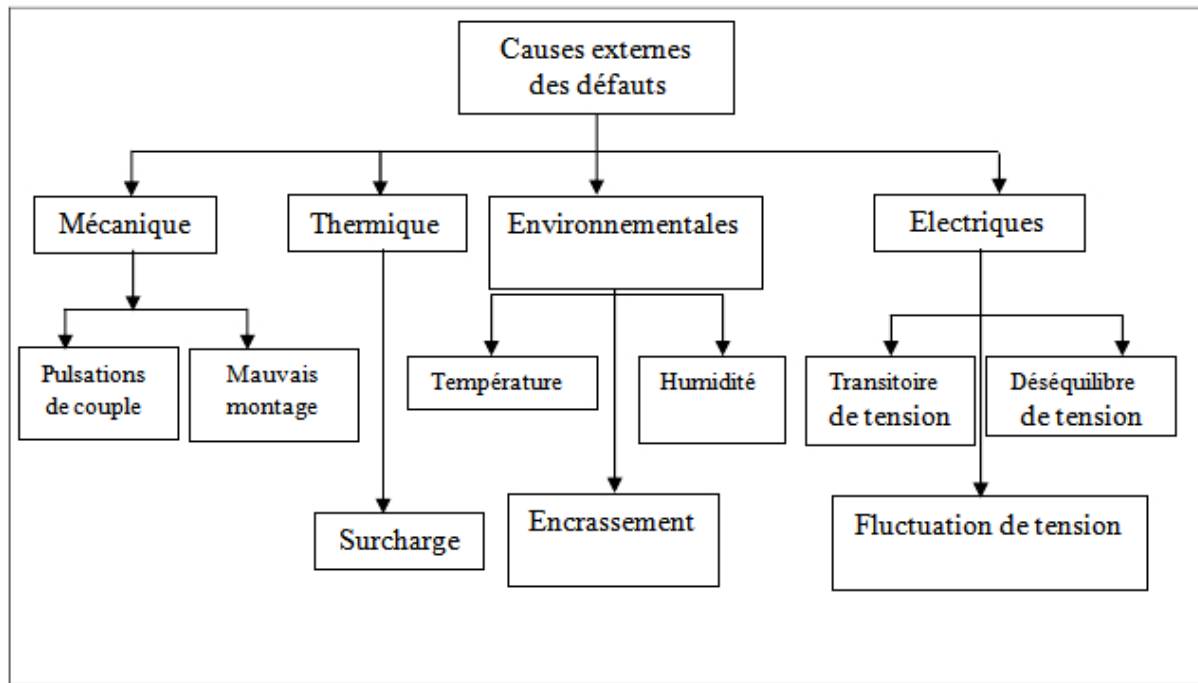 Causes externes
des défauts
Mécanique
Thermique
Environnementales
Electriques
Pulsations
de couple
Mauvais
montage
Température
Humidité
Transitoire
de tension
Déséquilibre
de tension
Surcharge
Encrassement
Fluctuation de tension